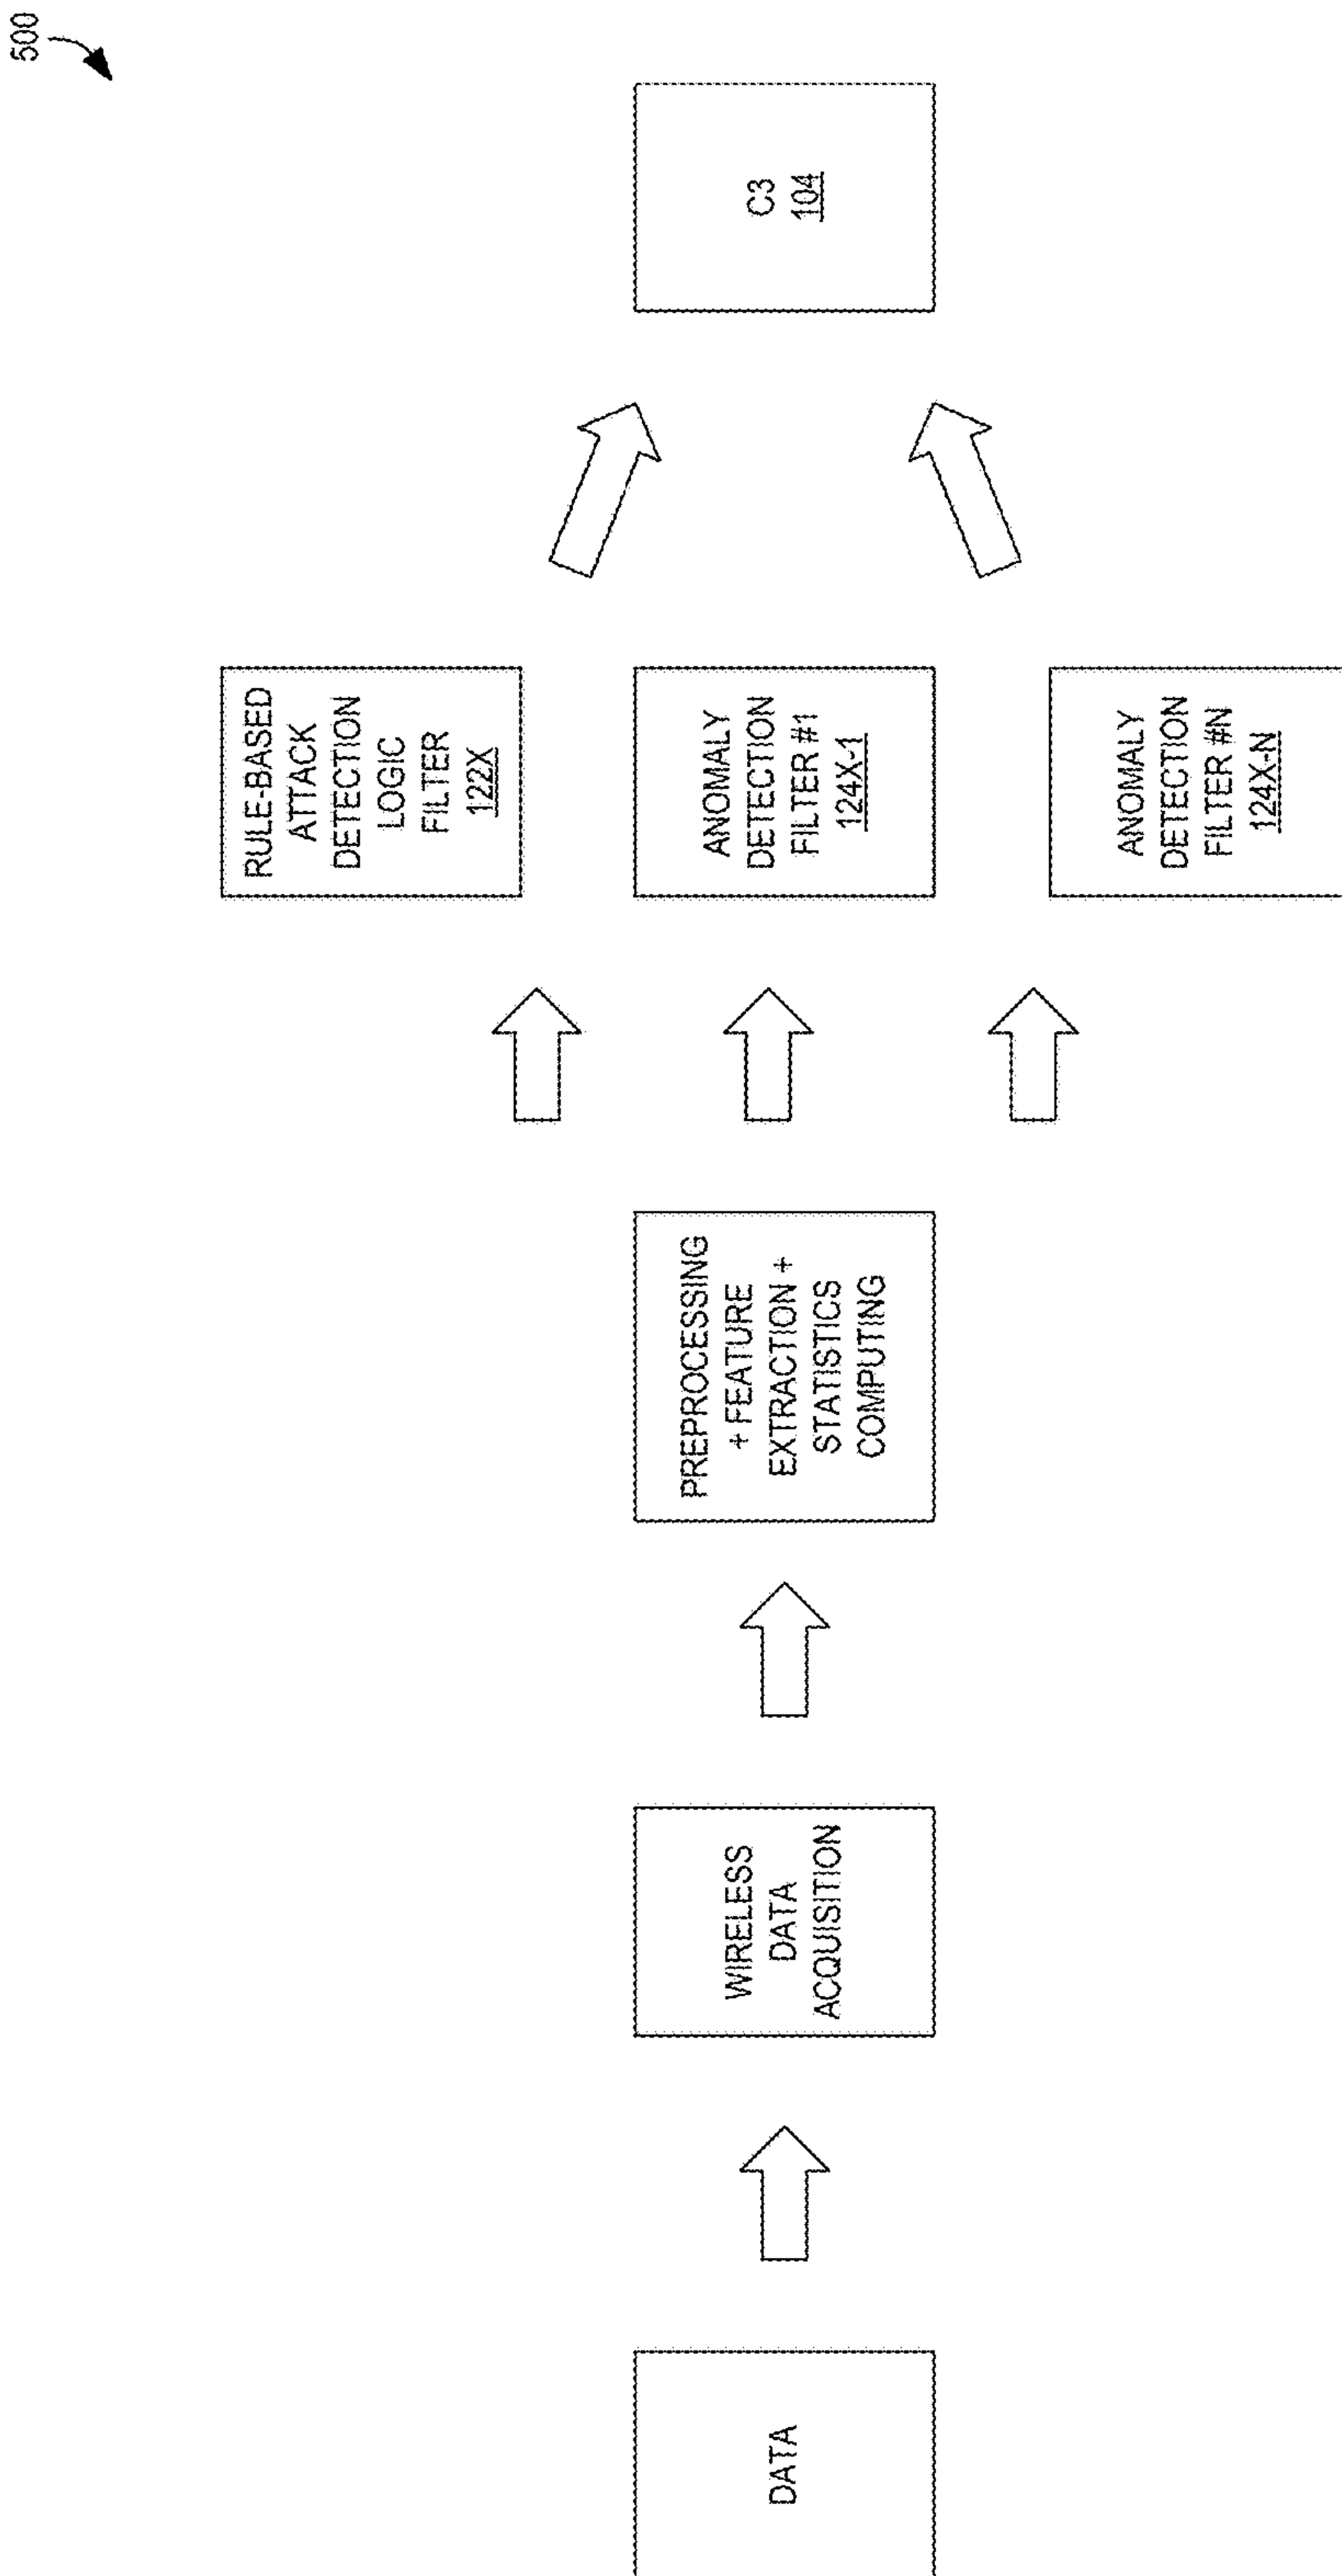 500
DATA
WIRELESS
DATA
ACQUISITION
PREPROCESSING
+ FEATURE
EXTRACTION +
STATISTICS
COMPUTING
RULE-BASED
ATTACK
DETECTION
LOGIC
FILTER
122X
ANOMALY
DETECTION
FILTER #1
124X-1
ANOMALY
DETECTION
FILTER #N
124X-N
C3
104